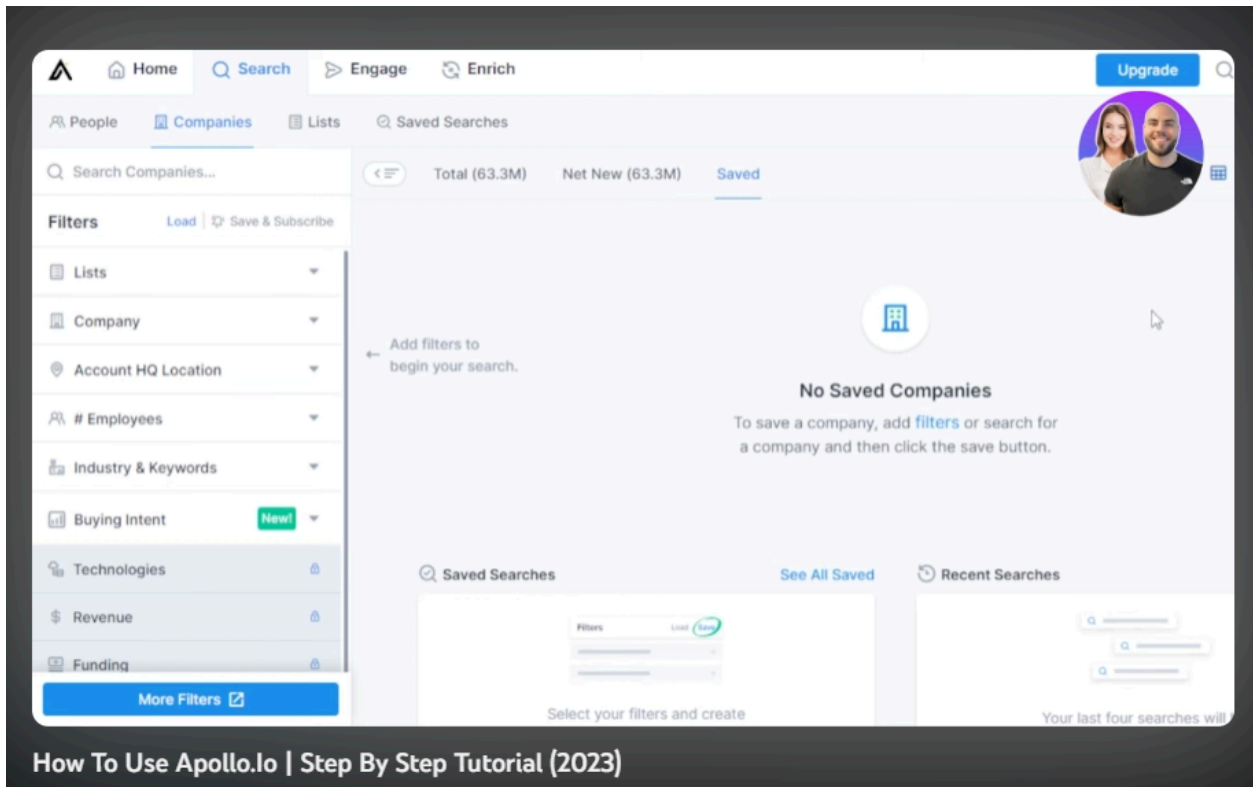 Home
Search
Engage
Enrich
Upgrade
People
Companies
Lists
Saved Searches
Search Companies...
Total (63.3M)
Net New (63.3M)
Saved
Filters
Load
Save & Subscribe
Lists
Company
Account HQ Location
# Employees
Industry & Keywords
Buying Intent
New!
Technologies
Revenue
Funding
More Filters
Add filters to
begin your search.
No Saved Companies
To save a company, add filters or search for
a company and then click the save button.
Saved Searches
See All Saved
Recent Searches
Filters
Load
Save
Select your filters and create
Your last four searches will
How To Use Apollo.Io | Step By Step Tutorial (2023)